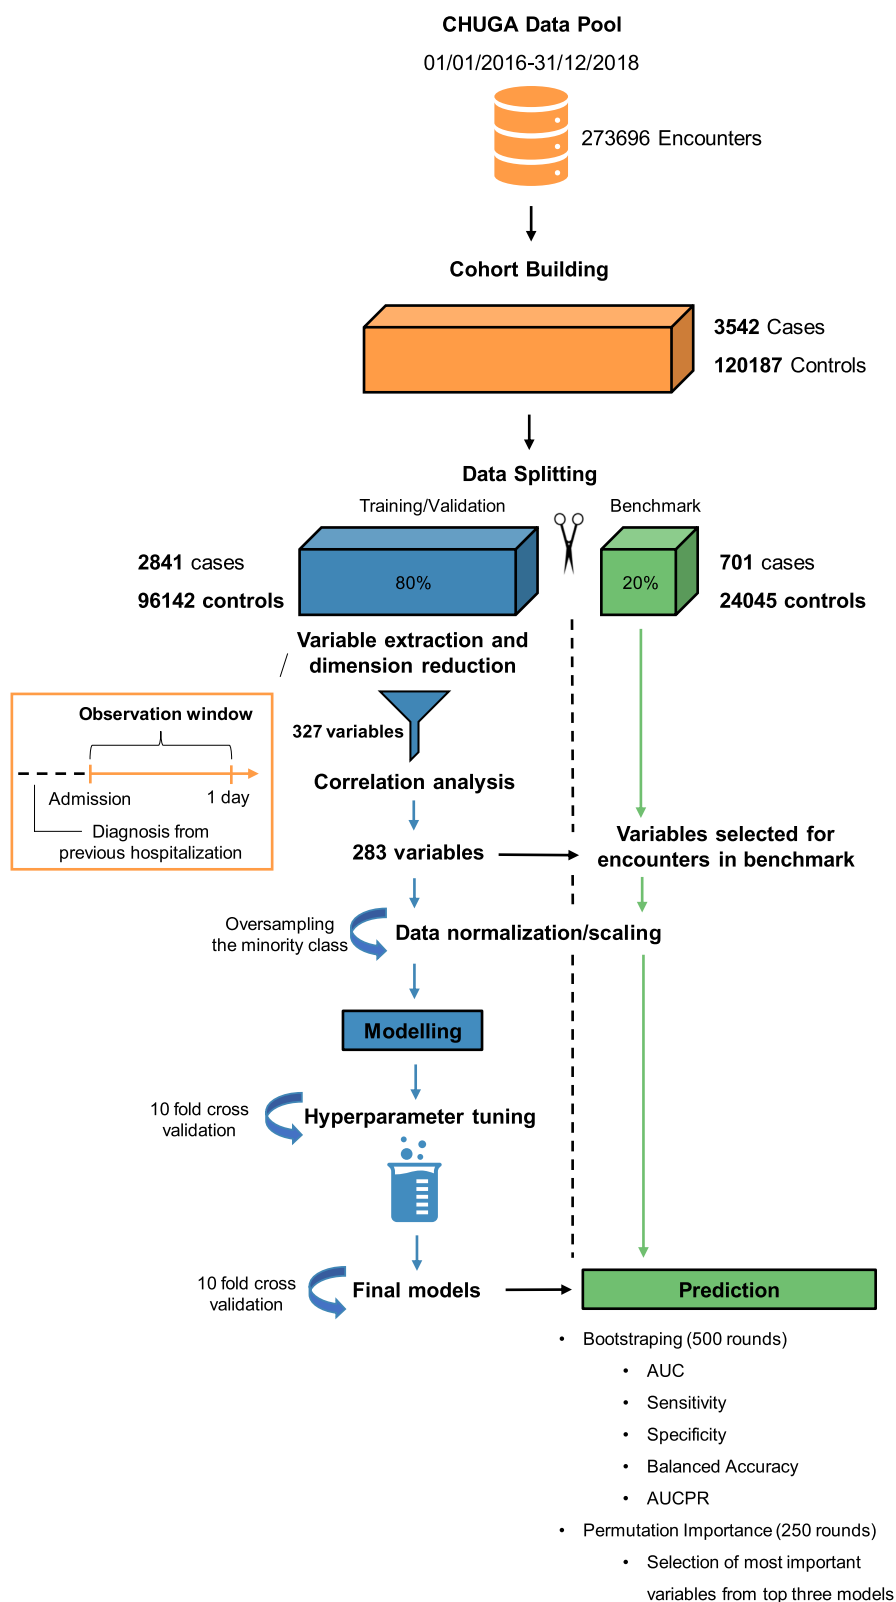 CHUGA Data Pool
01/01/2016-31/12/2018
273696 Encounters
Cohort Building
3542 Cases
120187 Controls
Data Splitting
Training/Validation
Benchmark
2841 cases
96142 controls
80%
20%
701 cases
24045 controls
Variable extraction and
dimension reduction
327 variables
Observation window
Admission
1 day
Diagnosis from
previous hospitalization
Correlation analysis
283 variables
Variables selected for
encounters in benchmark
Oversampling
the minority class
Data normalization/scaling
Modelling
10 fold cross
validation
Hyperparameter tuning
10 fold cross
validation
Final models
Prediction
• Bootstraping (500 rounds)
• AUC
• Sensitivity
• Specificity
• Balanced Accuracy
• AUCPR
• Permutation Importance (250 rounds)
• Selection of most important
variables from top three models